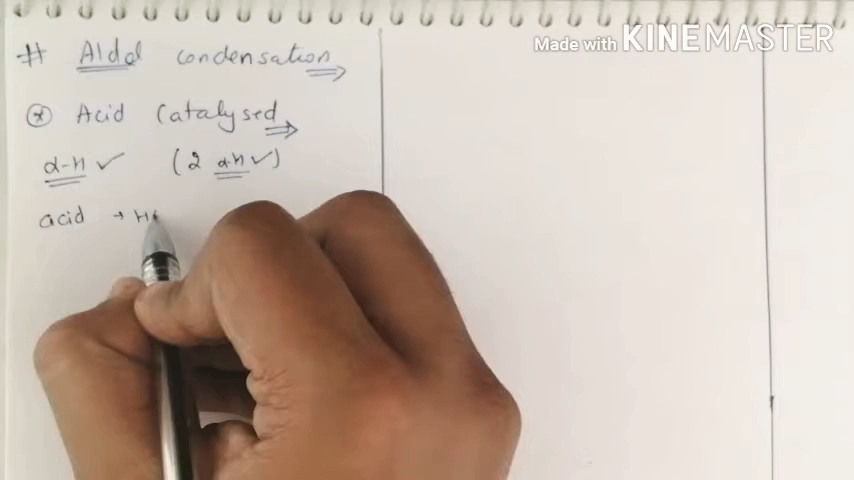 # Aldol condensation
Made with KINEMASTER
* Acid Catalysed
α-H ✓ (2 α-H ✓)
acid → H